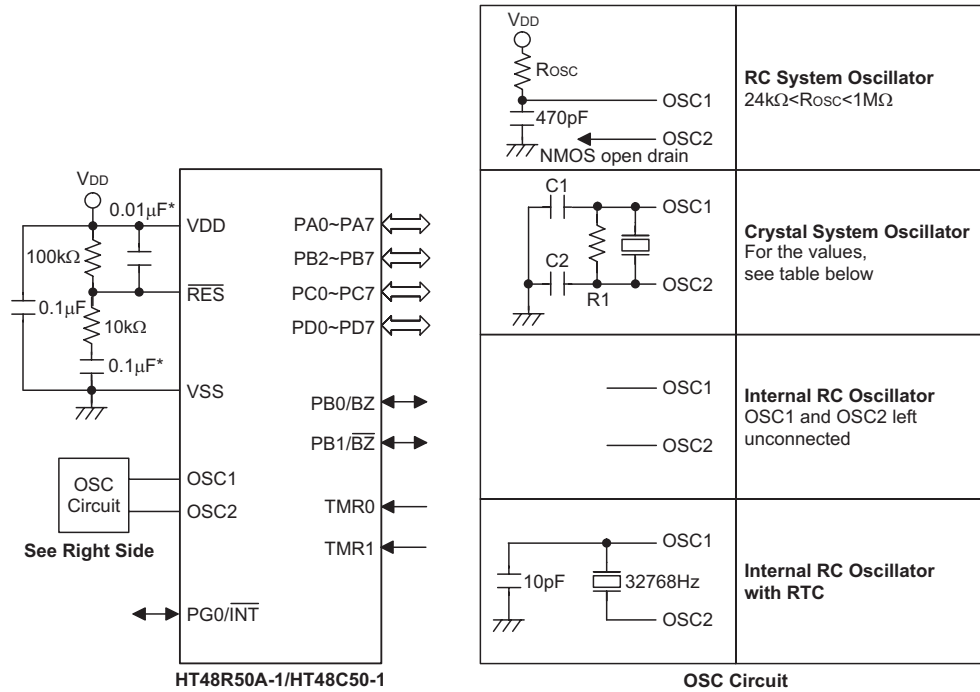 VDD
0.01μF*
100kΩ
0.1μF
10kΩ
0.1μF*
VDD
RES
VSS
OSC1
OSC2
OSC
Circuit
See Right Side
PG0/INT
PA0~PA7
PB2~PB7
PC0~PC7
PD0~PD7
PB0/BZ
PB1/BZ
TMR0
TMR1
HT48R50A-1/HT48C50-1
VDD
ROSC
OSC1
470pF
OSC2
NMOS open drain
RC System Oscillator
24kΩ<ROSC<1MΩ
C1
OSC1
C2
OSC2
R1
Crystal System Oscillator
For the values,
see table below
OSC1
OSC2
Internal RC Oscillator
OSC1 and OSC2 left
unconnected
OSC1
10pF
32768Hz
OSC2
Internal RC Oscillator
with RTC
OSC Circuit